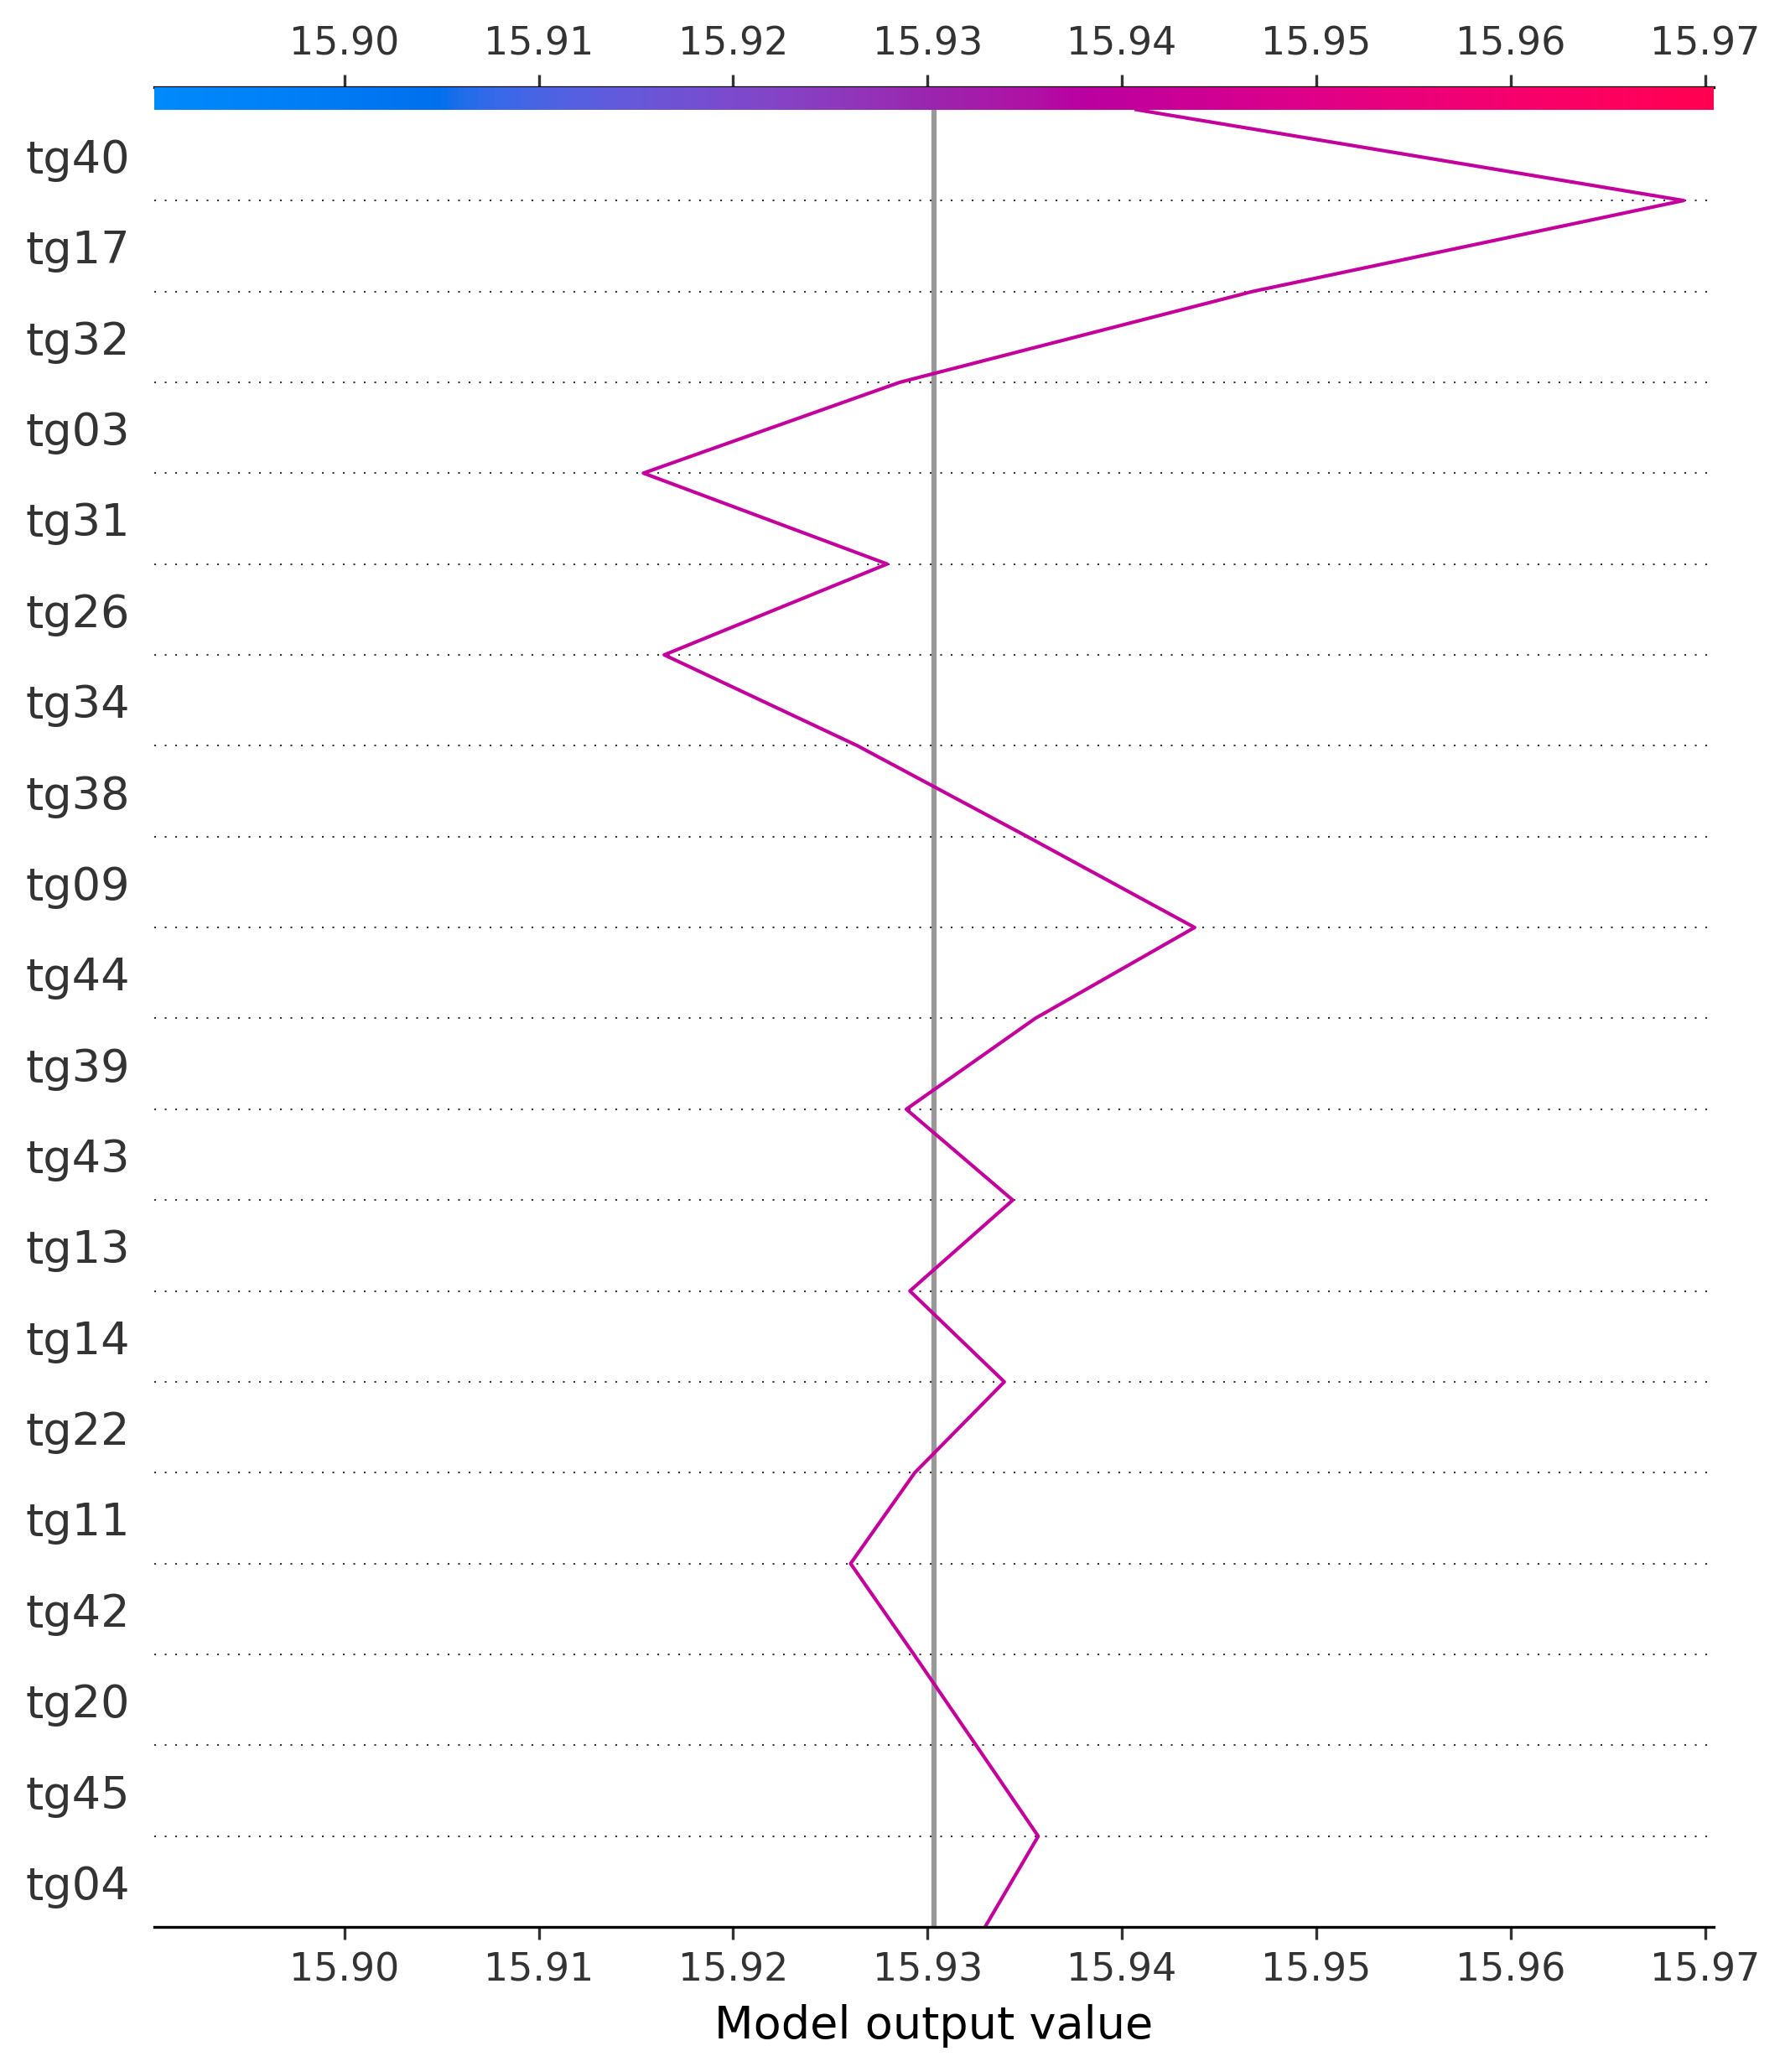 15.90 15.91 15.92 15.93 15.94 15.95 15.96 15.97
tg40
tg17
tg32
tg03
tg31
tg26
tg34
tg38
tg09
tg44
tg39
tg43
tg13
tg14
tg22
tg11
tg42
tg20
tg45
tg04
15.90 15.91 15.92 15.93 15.94 15.95 15.96 15.97
Model output value